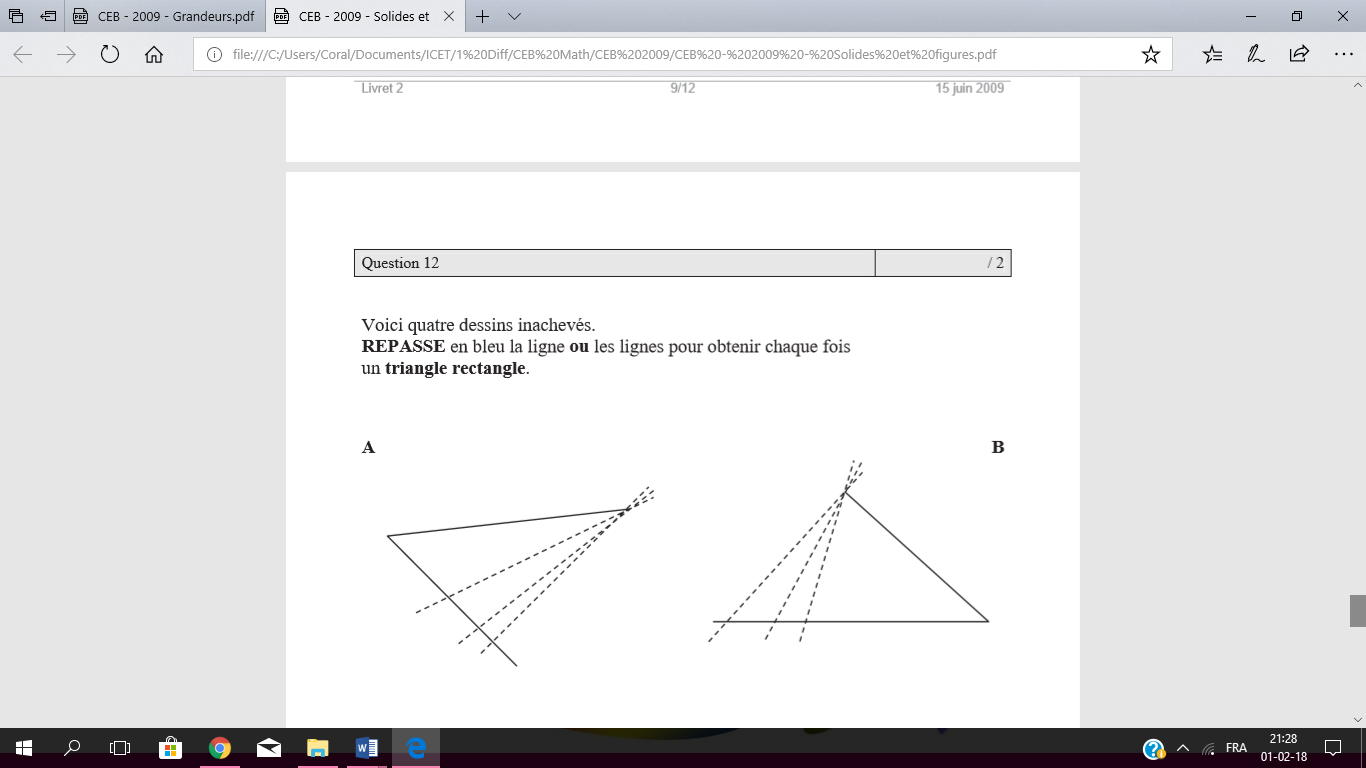 CEB - 2009 - Grandeurs.pdf
CEB - 2009 - Solides et
file:///C:/Users/Coral/Documents/ICET/1%20Diff/CEB%20Math/CEB%202009/CEB%20-%202009%20-%20Solides%20et%20figures.pdf
Livret 2 9/12 15 juin 2009
Question 12 / 2
Voici quatre dessins inachevés.
REPASSE en bleu la ligne ou les lignes pour obtenir chaque fois
un triangle rectangle.
A B
FRA
21:28
01-02-18